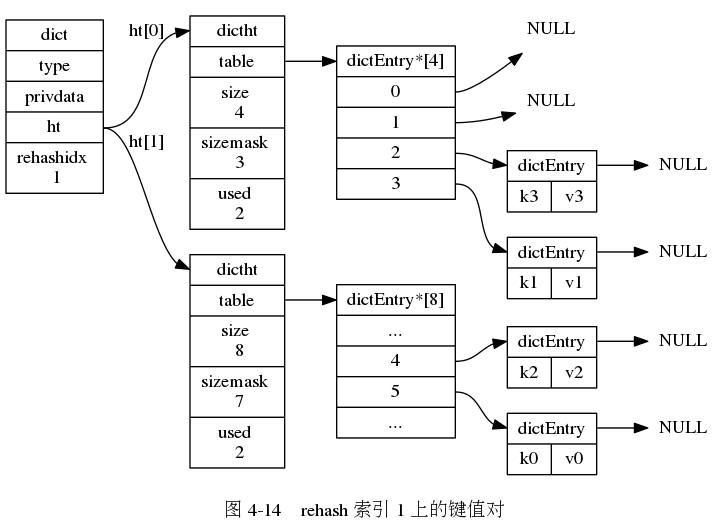 dict
type
privdata
ht
rehashidx
1
ht[0]
ht[1]
dictht
table
size
4
sizemask
3
used
2
dictEntry*[4]
0
1
2
3
NULL
NULL
dictEntry
k3 v3
NULL
dictEntry
k1 v1
NULL
dictht
table
size
8
sizemask
7
used
2
dictEntry*[8]
...
4
5
...
dictEntry
k2 v2
NULL
dictEntry
k0 v0
NULL
图 4-14 rehash 索引 1 上的键值对